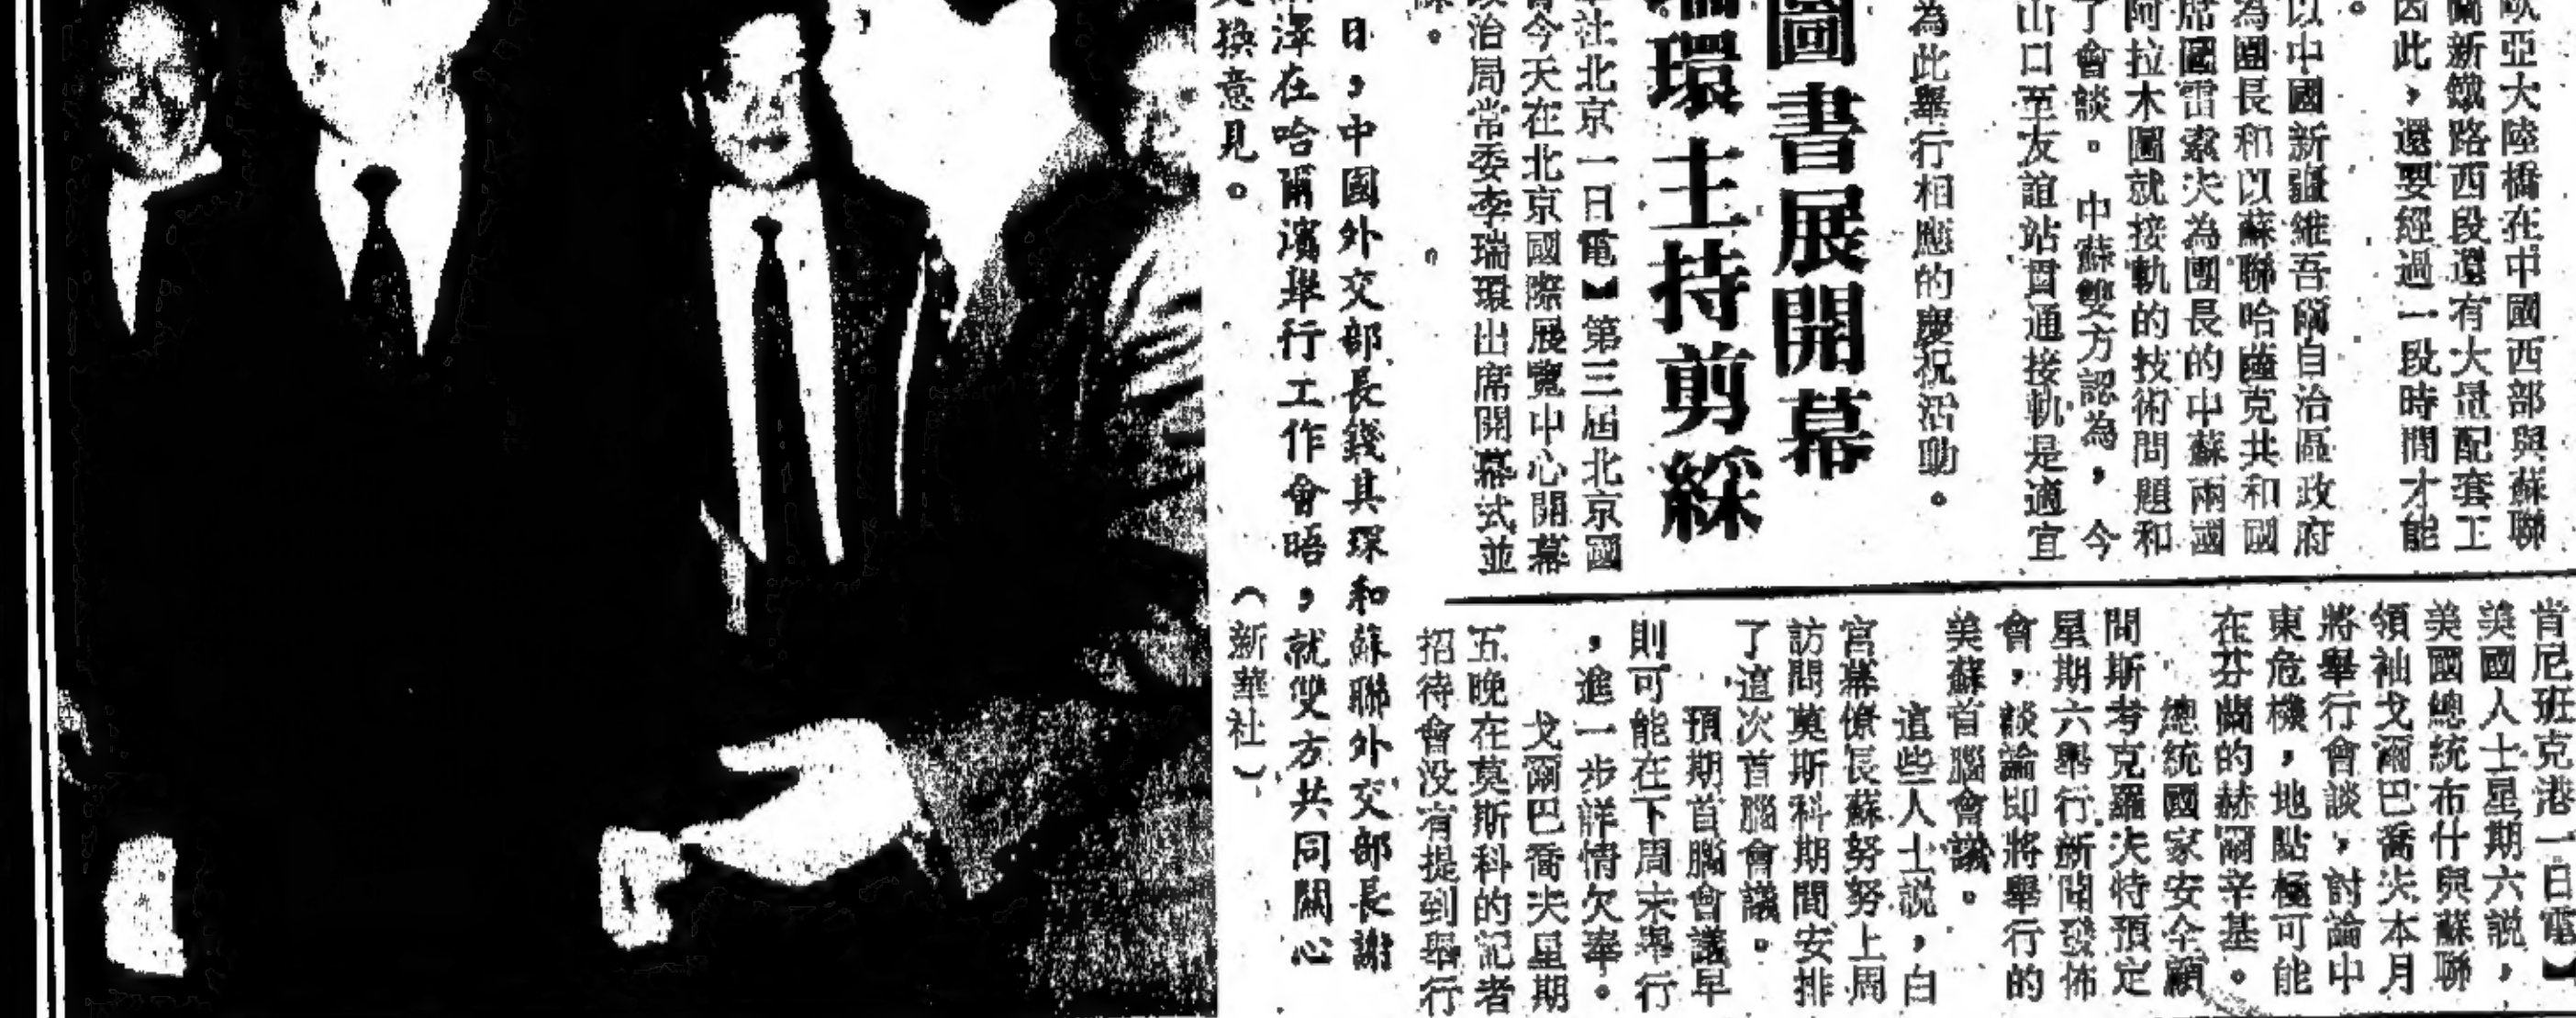 歐亞大陸橋在中國西部與蘇聯
蘭新鐵路西段還有大量配套工
因此，還要經過一段時間才能
。
以中國新疆維吾爾自治區政府
為團長和以蘇聯哈薩克共和國
席國雷索夫為團長的中蘇兩國
阿拉木圖就接軌的技術問題和
了會談。中蘇雙方認為，今
出口至友誼站貫通接軌是適宜
為此舉行相應的慶祝活動。
圖書展開幕
瑞環主持剪綵
社北京一日電】第三屆北京國
今天在北京國際展覽中心開幕
政治局常委李瑞環出席開幕式並
。
肯尼班克港一日電】
美國人士星期六説，
美國總統布什與蘇聯
領袖戈爾巴喬夫本月
將舉行會談，討論中
東危機，地點極可能
在芬蘭的赫爾辛基。
總統國家安全顧
問斯考克羅夫特預定
星期六舉行新聞發佈
會，談論即將舉行的
美蘇首腦會議。
這些人士説，白
宮幕僚長蘇努努上周
訪問莫斯科期間安排
了這次首腦會議。
預期首腦會議早
則可能在下周末舉行
，進一步詳情欠奉。
戈爾巴喬夫星期
五晚在莫斯科的記者
招待會没有提到舉行
日，中國外交部長錢其琛和蘇聯外交部長謝
澤在哈爾濱舉行工作會晤，就雙方共同關心
換意見。
（新華社）